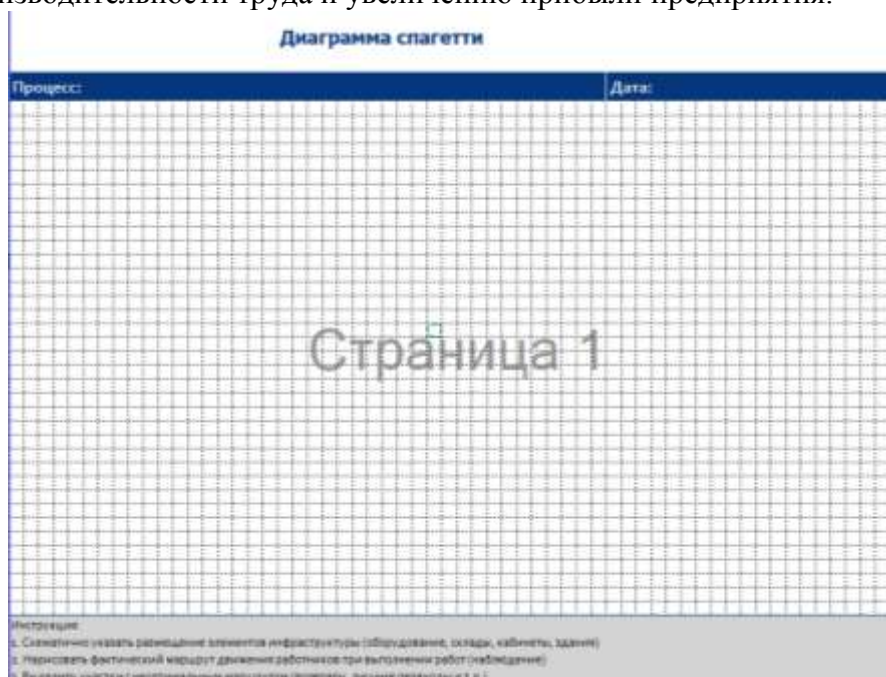 труда и увеличению прибыли предприятия.
Диаграмма спагетти
Процесс: Дата:
Страница 1
Инструкция
1. Схематично указать размещение элементов инфраструктуры (оборудование, склады, кабинеты, здания)
2. Нарисовать фактический маршрут движения работников при выполнении работ (наблюдение)